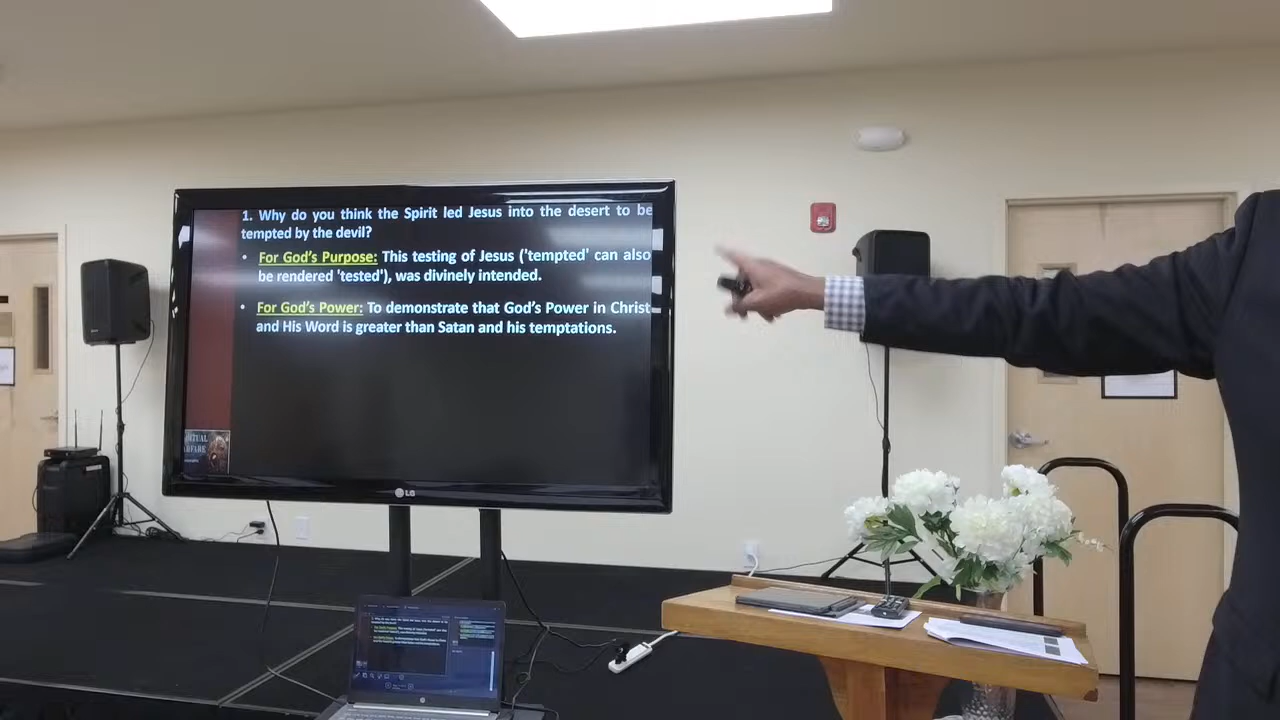 1. Why do you think the Spirit led Jesus into the desert to be
tempted by the devil?
• For God's Purpose: This testing of Jesus ('tempted' can also
be rendered 'tested'), was divinely intended.
• For God's Power: To demonstrate that God's Power in Christ
and His Word is greater than Satan and his temptations.
LG